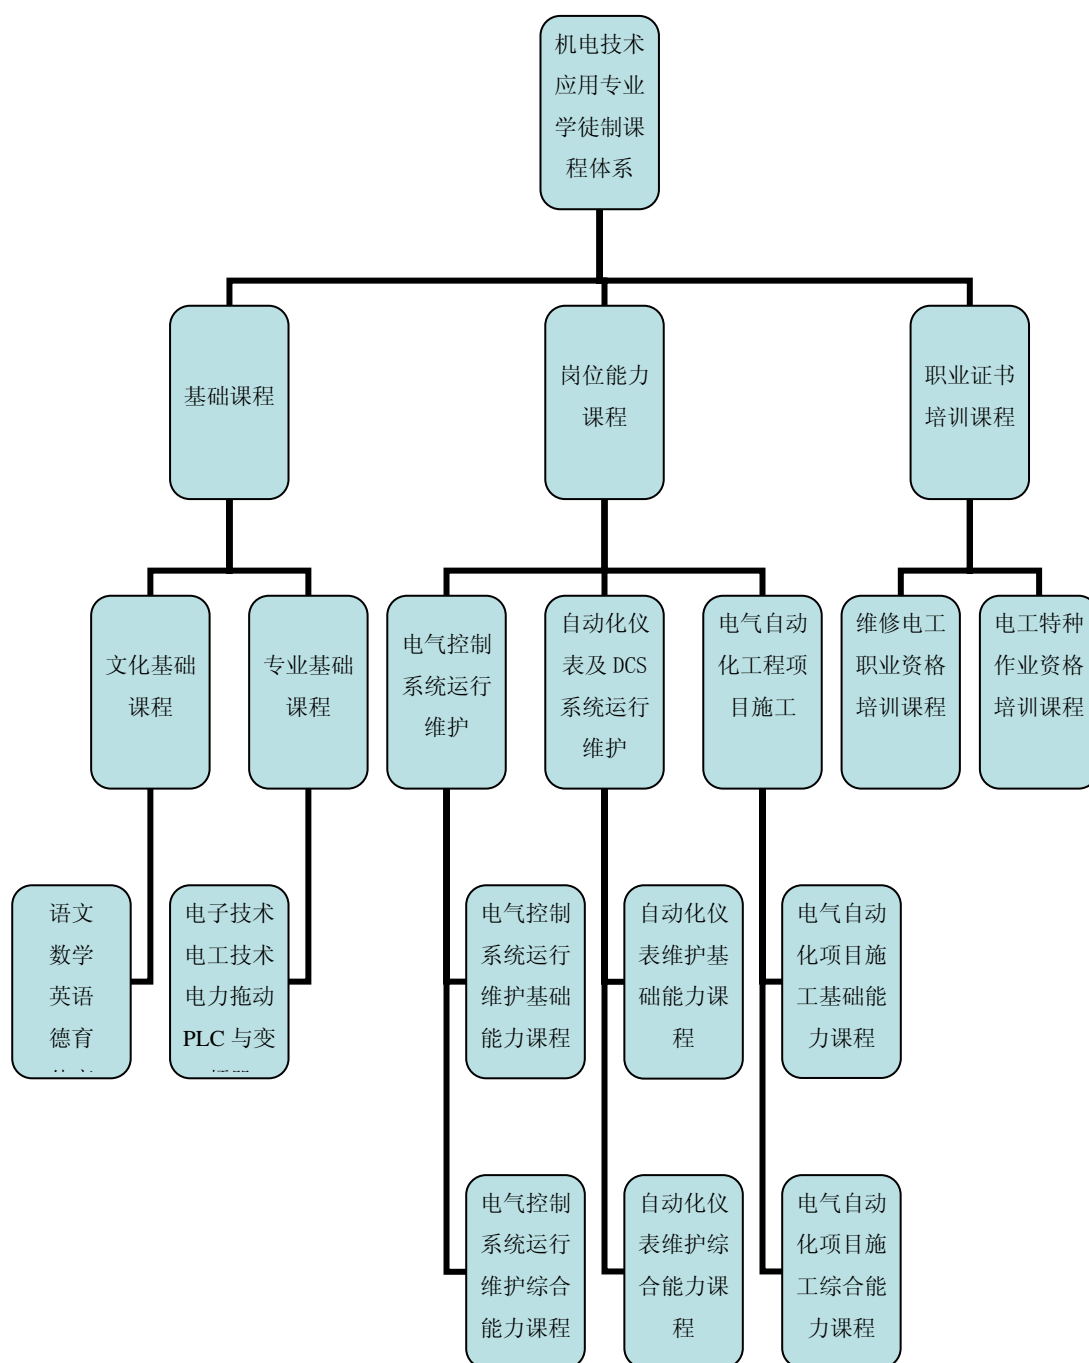 机电技术
应用专业
学徒制课
程体系
基础课程
岗位能力
课程
职业证书
培训课程
文化基础
课程
专业基础
课程
电气控制
系统运行
维护
自动化仪
表及 DCS
系统运行
维护
电气自动
化工程项
目施工
维修电工
职业资格
培训课程
电工特种
作业资格
培训课程
语文
数学
英语
德育
电子技术
电工技术
电力拖动
PLC 与变
电气控制
系统运行
维护基础
能力课程
自动化仪
表维护基
础能力课
程
电气自动
化项目施
工基础能
力课程
电气控制
系统运行
维护综合
能力课程
自动化仪
表维护综
合能力课
程
电气自动
化项目施
工综合能
力课程